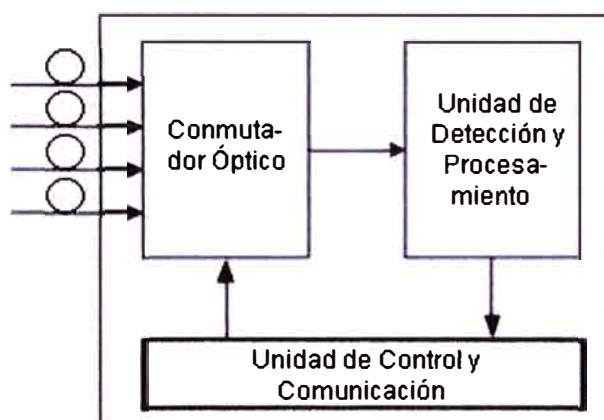 Conmuta-
dor Óptico
Unidad de
Detección y
Procesa-
miento
Unidad de Control y
Comunicación